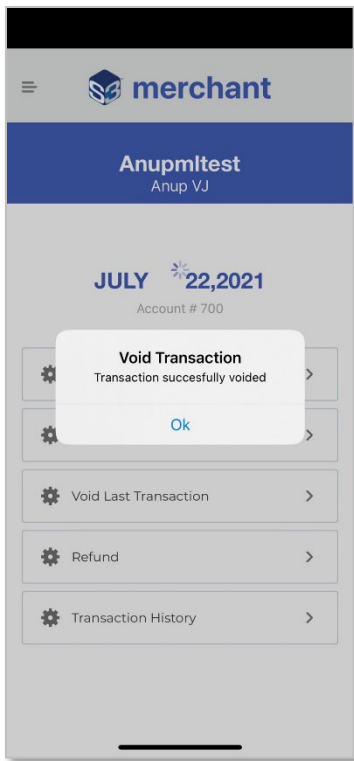 merchant
Anupmltest
Anup VJ
JULY 22,2021
Account # 700
Void Transaction
Transaction succesfully voided
Ok
Void Last Transaction
Refund
Transaction History